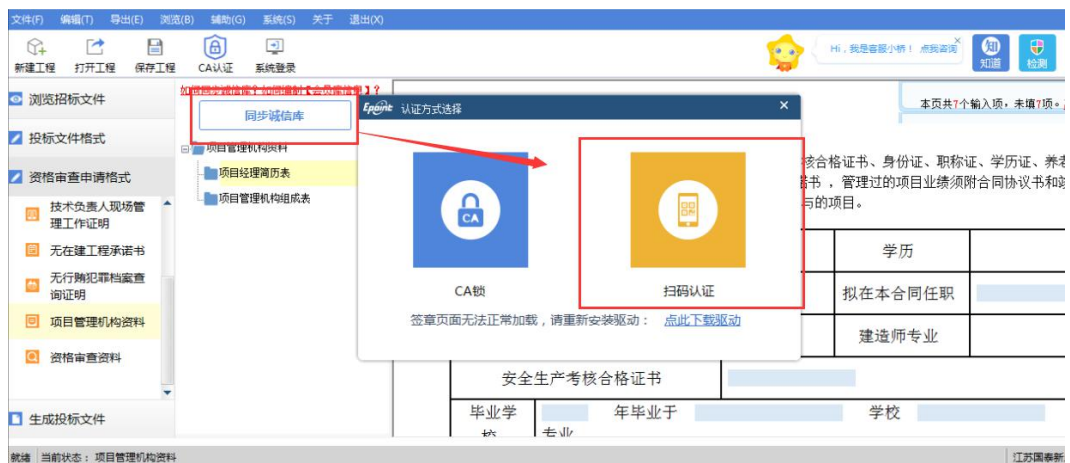 文件(F) 编辑(T) 导出(E) 浏览(B) 辅助(G) 系统(S) 关于 退出(X)
新建工程 打开工程 保存工程 CA认证 系统登录
Hi，我是客服小桥！ 点我咨询
知道 检测
浏览招标文件
投标文件格式
资格审查申请格式
技术负责人现场管
理工作证明
无在建工程承诺书
无行贿犯罪档案查
询证明
项目管理机构资料
资格审查资料
生成投标文件
同步诚信库
项目管理机构资料
项目经理简历表
项目管理机构组成表
Epoint 认证方式选择
CA
CA锁
扫码认证
签章页面无法正常加载，请重新安装驱动： 点此下载驱动
本页共7个输入项，未填7项。
格证书、身份证、职称证、学历证、养
书 ，管理过的项目业绩须附合同协议书和
与的项目。
学历
拟在本合同任职
建造师专业
安全生产考核合格证书
毕业学 年毕业于 学校
就绪 当前状态： 项目管理机构资料
江苏国泰新